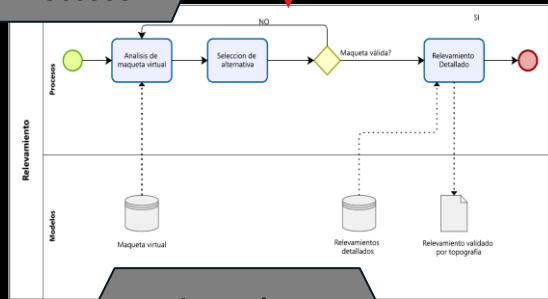 NO
SI
Analisis de
maqueta virtual
Seleccion de
alternativa
Maqueta válida?
Relevamiento
Detallado
Procesos
Relevamiento
Modelos
Maqueta virtual
Relevamientos
detallados
Relevamiento validado
por topografía